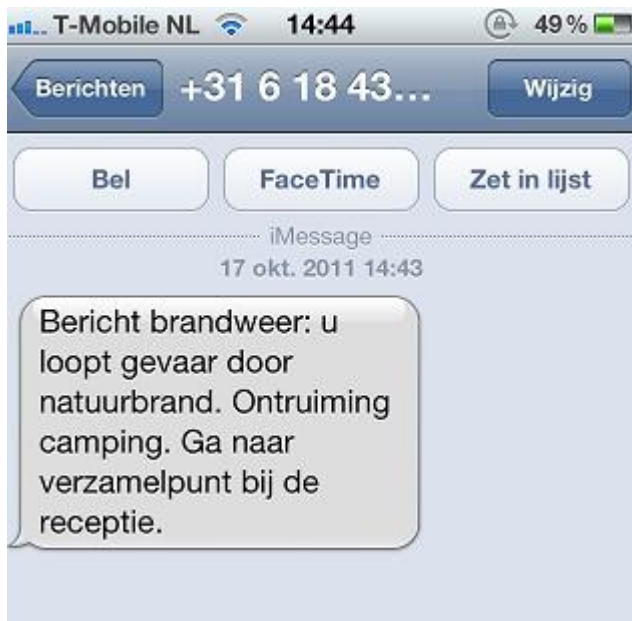 T-Mobile NL 14:44 49%
Berichten +31 6 18 43... Wijzig
Bel FaceTime Zet in lijst
iMessage
17 okt. 2011 14:43
Bericht brandweer: u
loopt gevaar door
natuurbrand. Ontruiming
camping. Ga naar
verzamelpunt bij de
receptie.